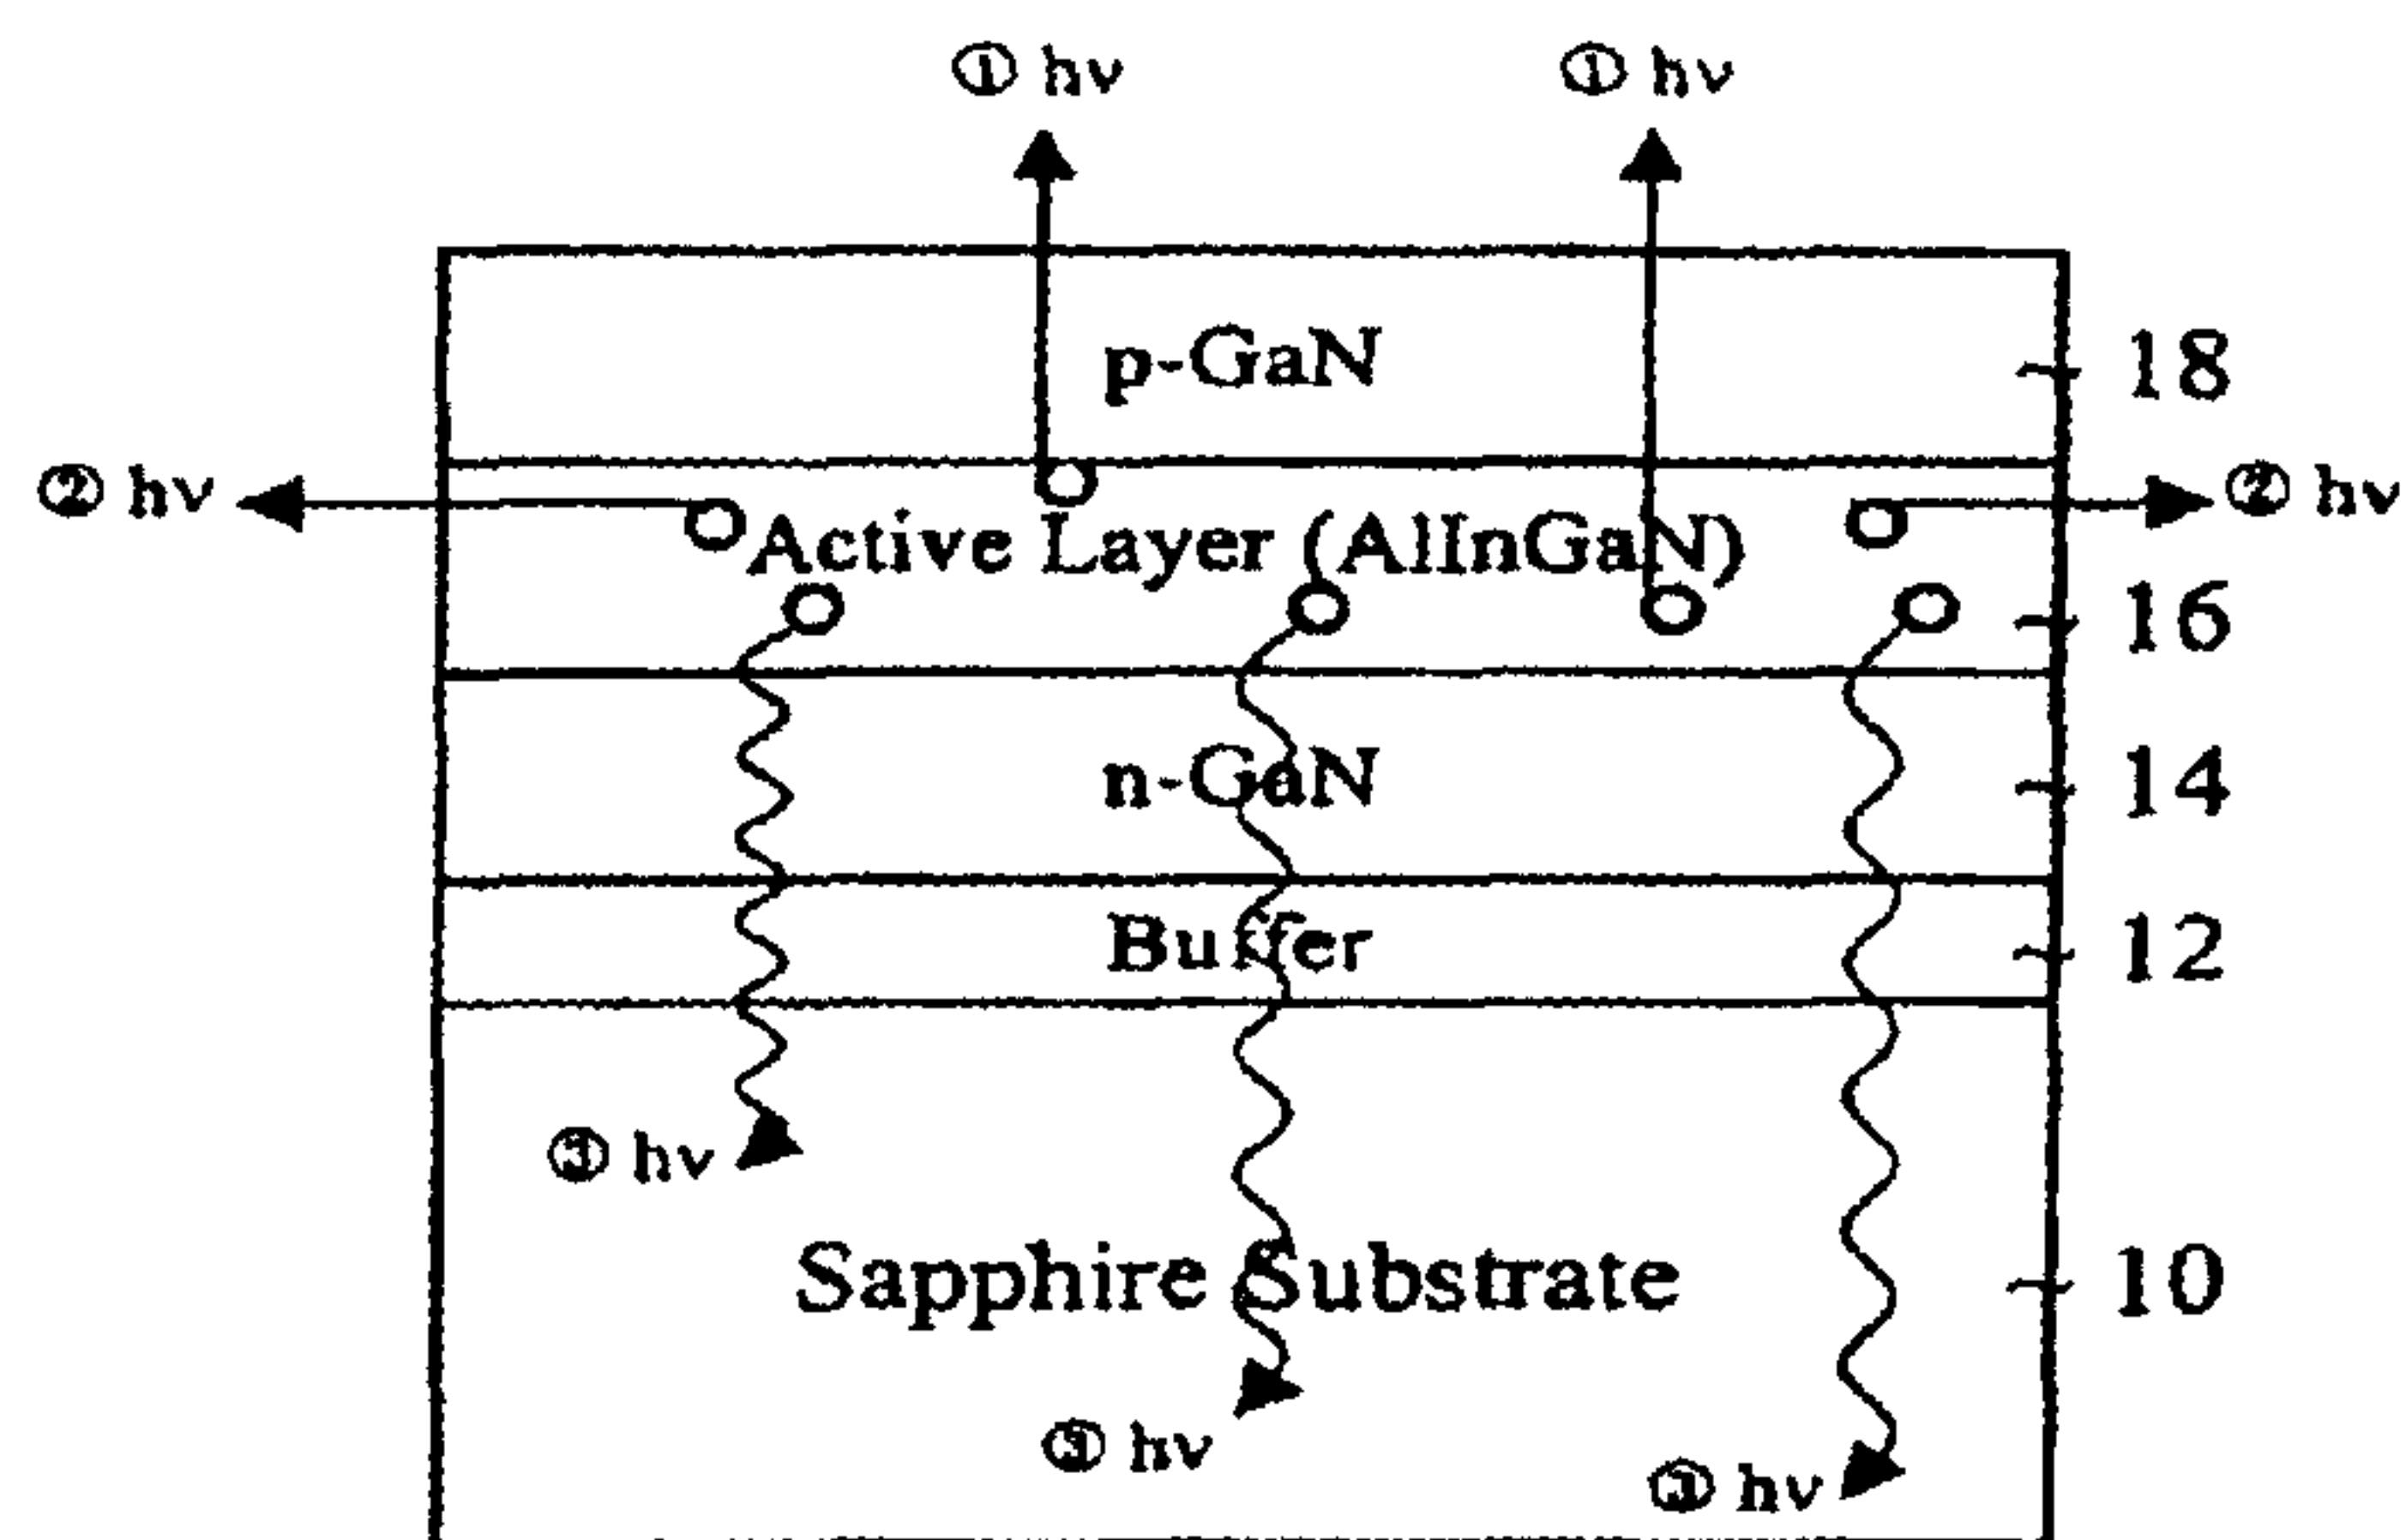 ① hν ① hν
p-GaN 18
② hν ② hν
Active Layer (AlInGaN)
16
n-GaN 14
Buffer 12
③ hν
Sapphire Substrate 10
③ hν
③ hν